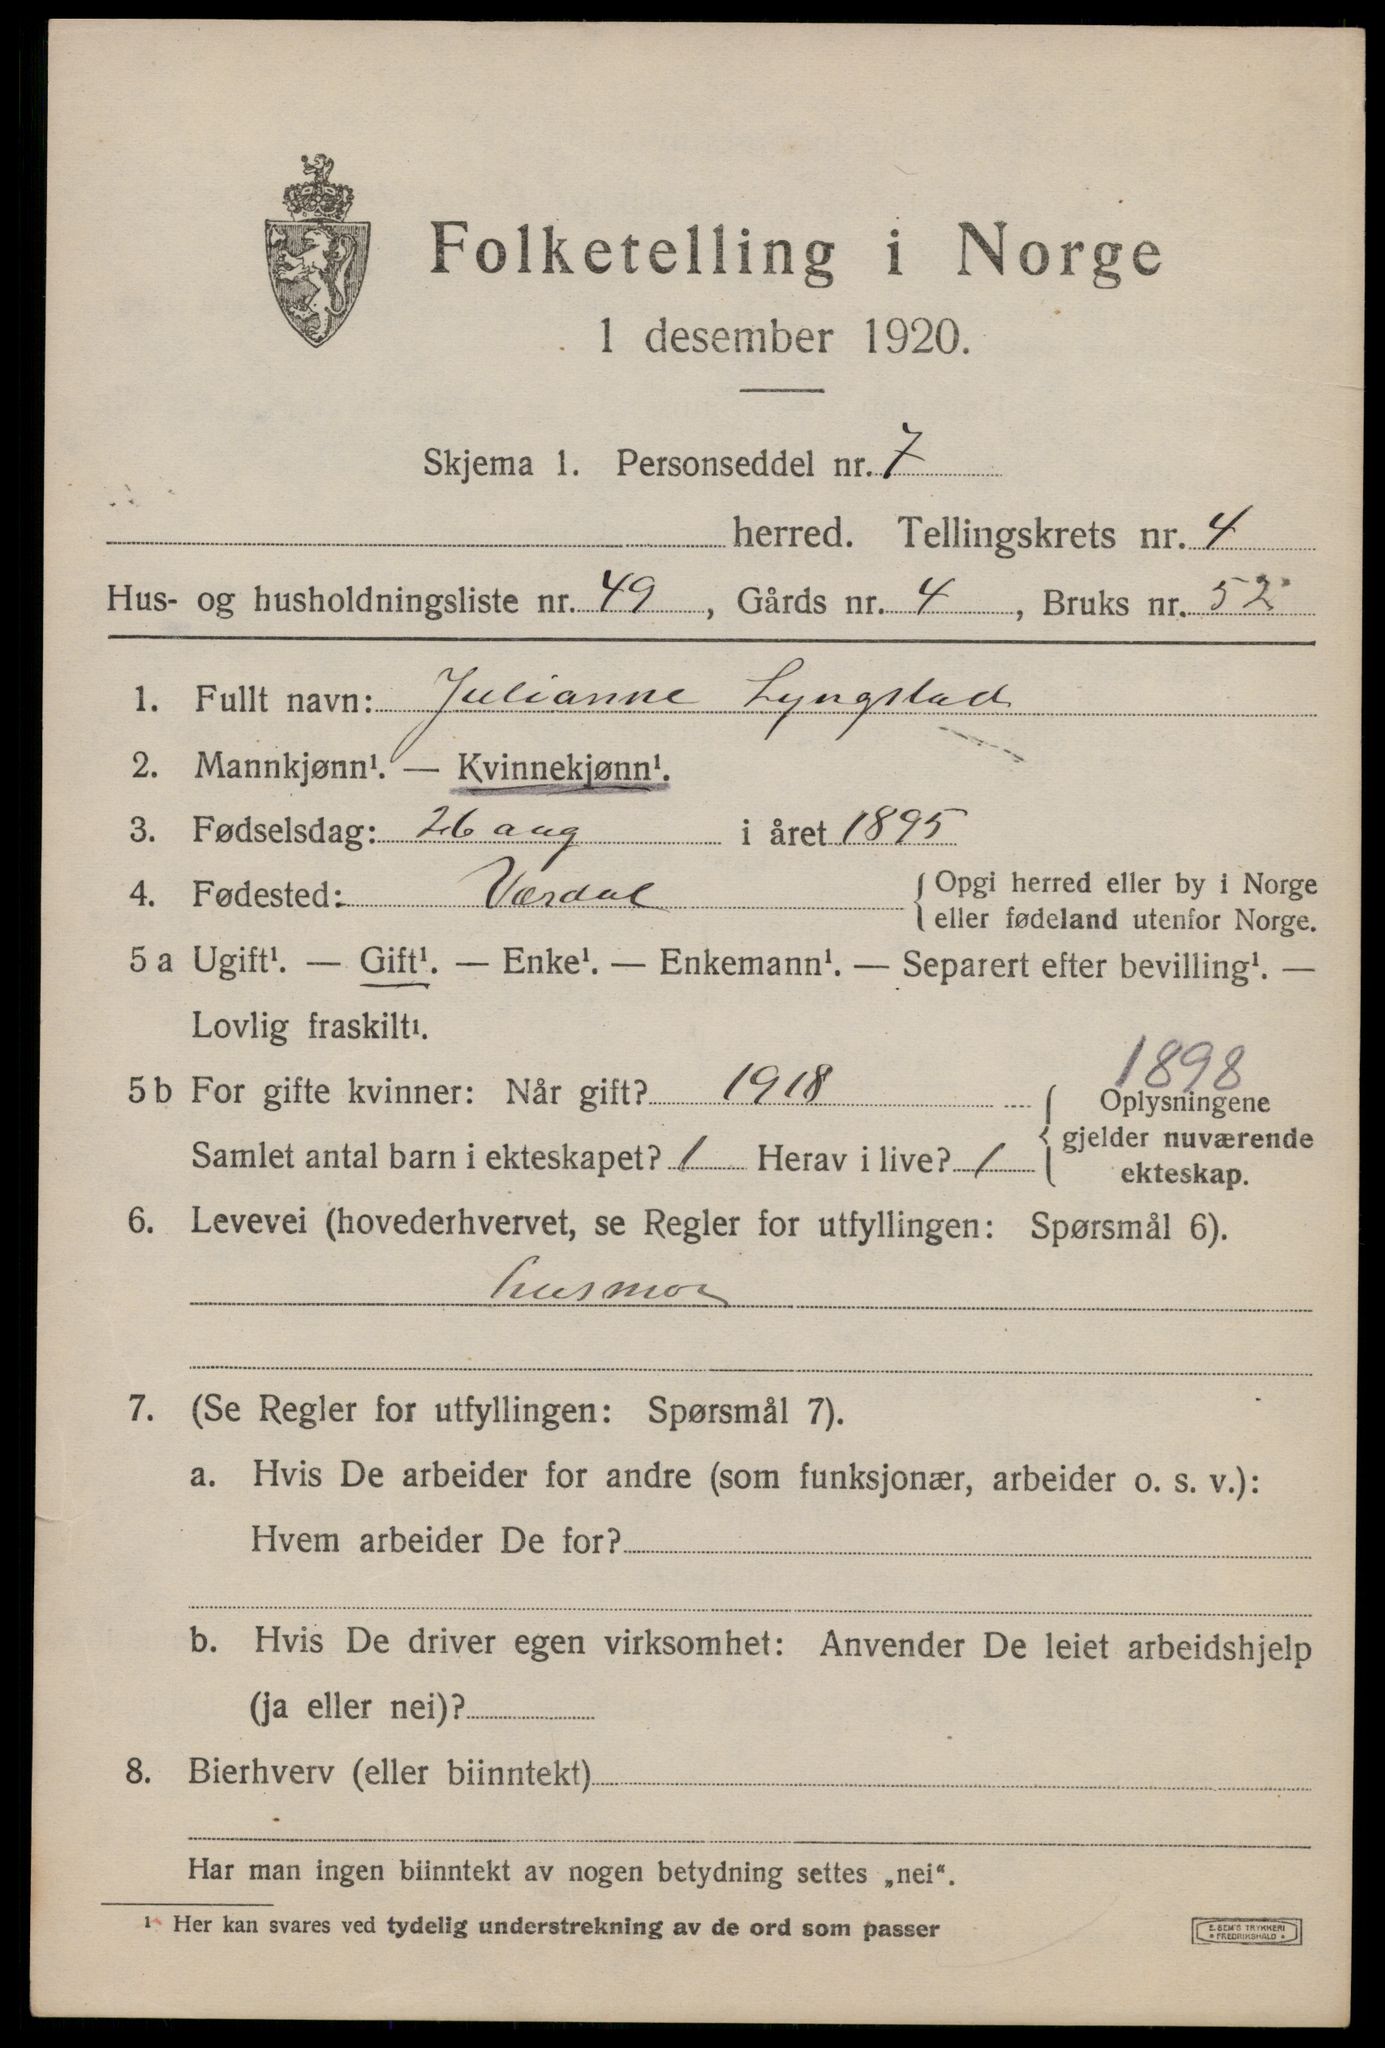 Folketelling i Norge
1 desember 1920.
Skjema 1. Personseddel nr. 7
herred. Tellingskrets nr. 4
Hus- og husholdningsliste nr. 49, Gårds nr. 4, Bruks nr. 52
1. Fullt navn: Julianne Lyngstad
2. Mannkjønn¹. — Kvinnekjønn¹.
3. Fødselsdag: 26 aug i året 1895
4. Fødested: Værdal { Opgi herred eller by i Norge
eller fødeland utenfor Norge.
5 a Ugift¹. — Gift¹. — Enke¹. — Enkemann¹. — Separert efter bevilling¹. —
Lovlig fraskilt¹.
1898
5 b For gifte kvinner: Når gift? 1918 { Oplysningene
gjelder nuværende
Samlet antal barn i ekteskapet? 1 Herav i live? 1
ekteskap.
6. Levevei (hovederhvervet, se Regler for utfyllingen: Spørsmål 6).
husmor
7. (Se Regler for utfyllingen: Spørsmål 7).
a. Hvis De arbeider for andre (som funksjonær, arbeider o. s. v.):
Hvem arbeider De for?
b. Hvis De driver egen virksomhet: Anvender De leiet arbeidshjelp
(ja eller nei)?
8. Bierhverv (eller biinntekt)
Har man ingen biinntekt av nogen betydning settes „nei“.
¹ Her kan svares ved tydelig understrekning av de ord som passer
E. SEM'S TRYKKERI
* FREDRIKSHALD *